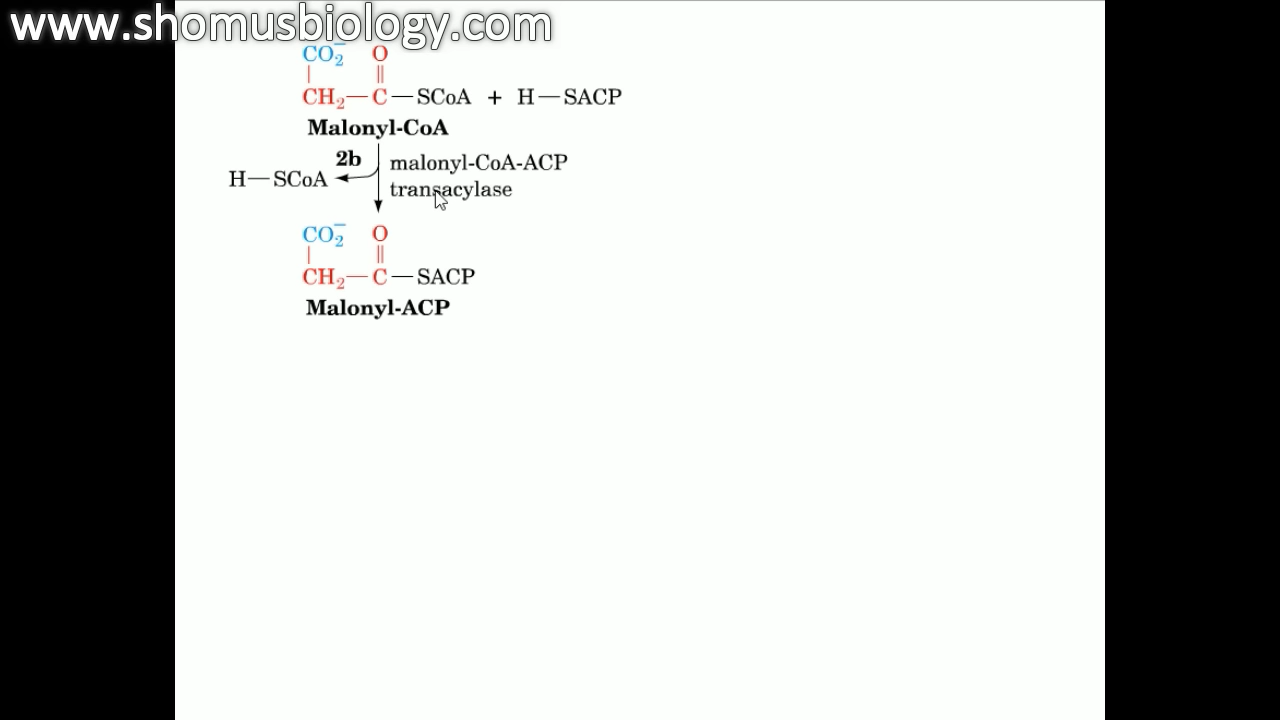 www.shomusbiology.com
CO₂⁻ O
CH₂—C—SCoA + H—SACP
Malonyl-CoA
2b malonyl-CoA-ACP
H—SCoA transacylase
CO₂⁻ O
CH₂—C—SACP
Malonyl-ACP